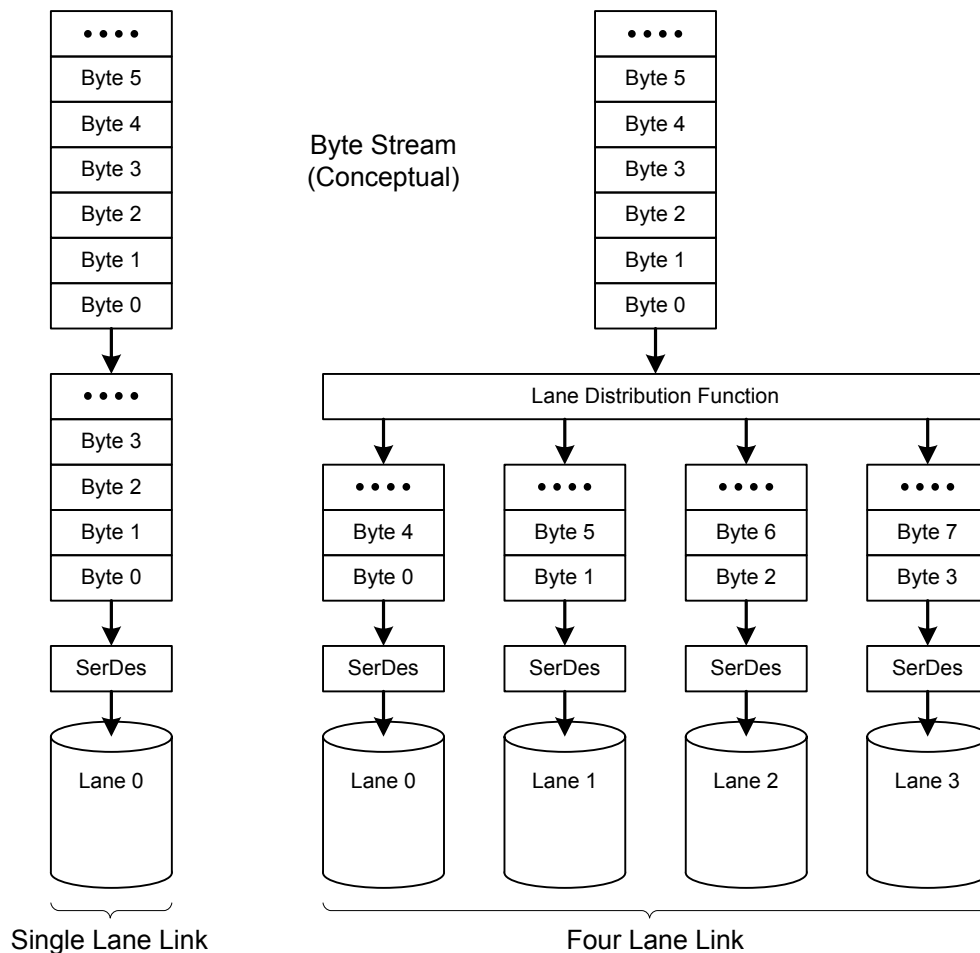 ••••
Byte 5
Byte 4
Byte 3
Byte 2
Byte 1
Byte 0
••••
Byte 3
Byte 2
Byte 1
Byte 0
SerDes
Lane 0
Single Lane Link
Byte Stream
(Conceptual)
••••
Byte 5
Byte 4
Byte 3
Byte 2
Byte 1
Byte 0
Lane Distribution Function
••••
Byte 4
Byte 0
SerDes
Lane 0
••••
Byte 5
Byte 1
SerDes
Lane 1
••••
Byte 6
Byte 2
SerDes
Lane 2
••••
Byte 7
Byte 3
SerDes
Lane 3
Four Lane Link